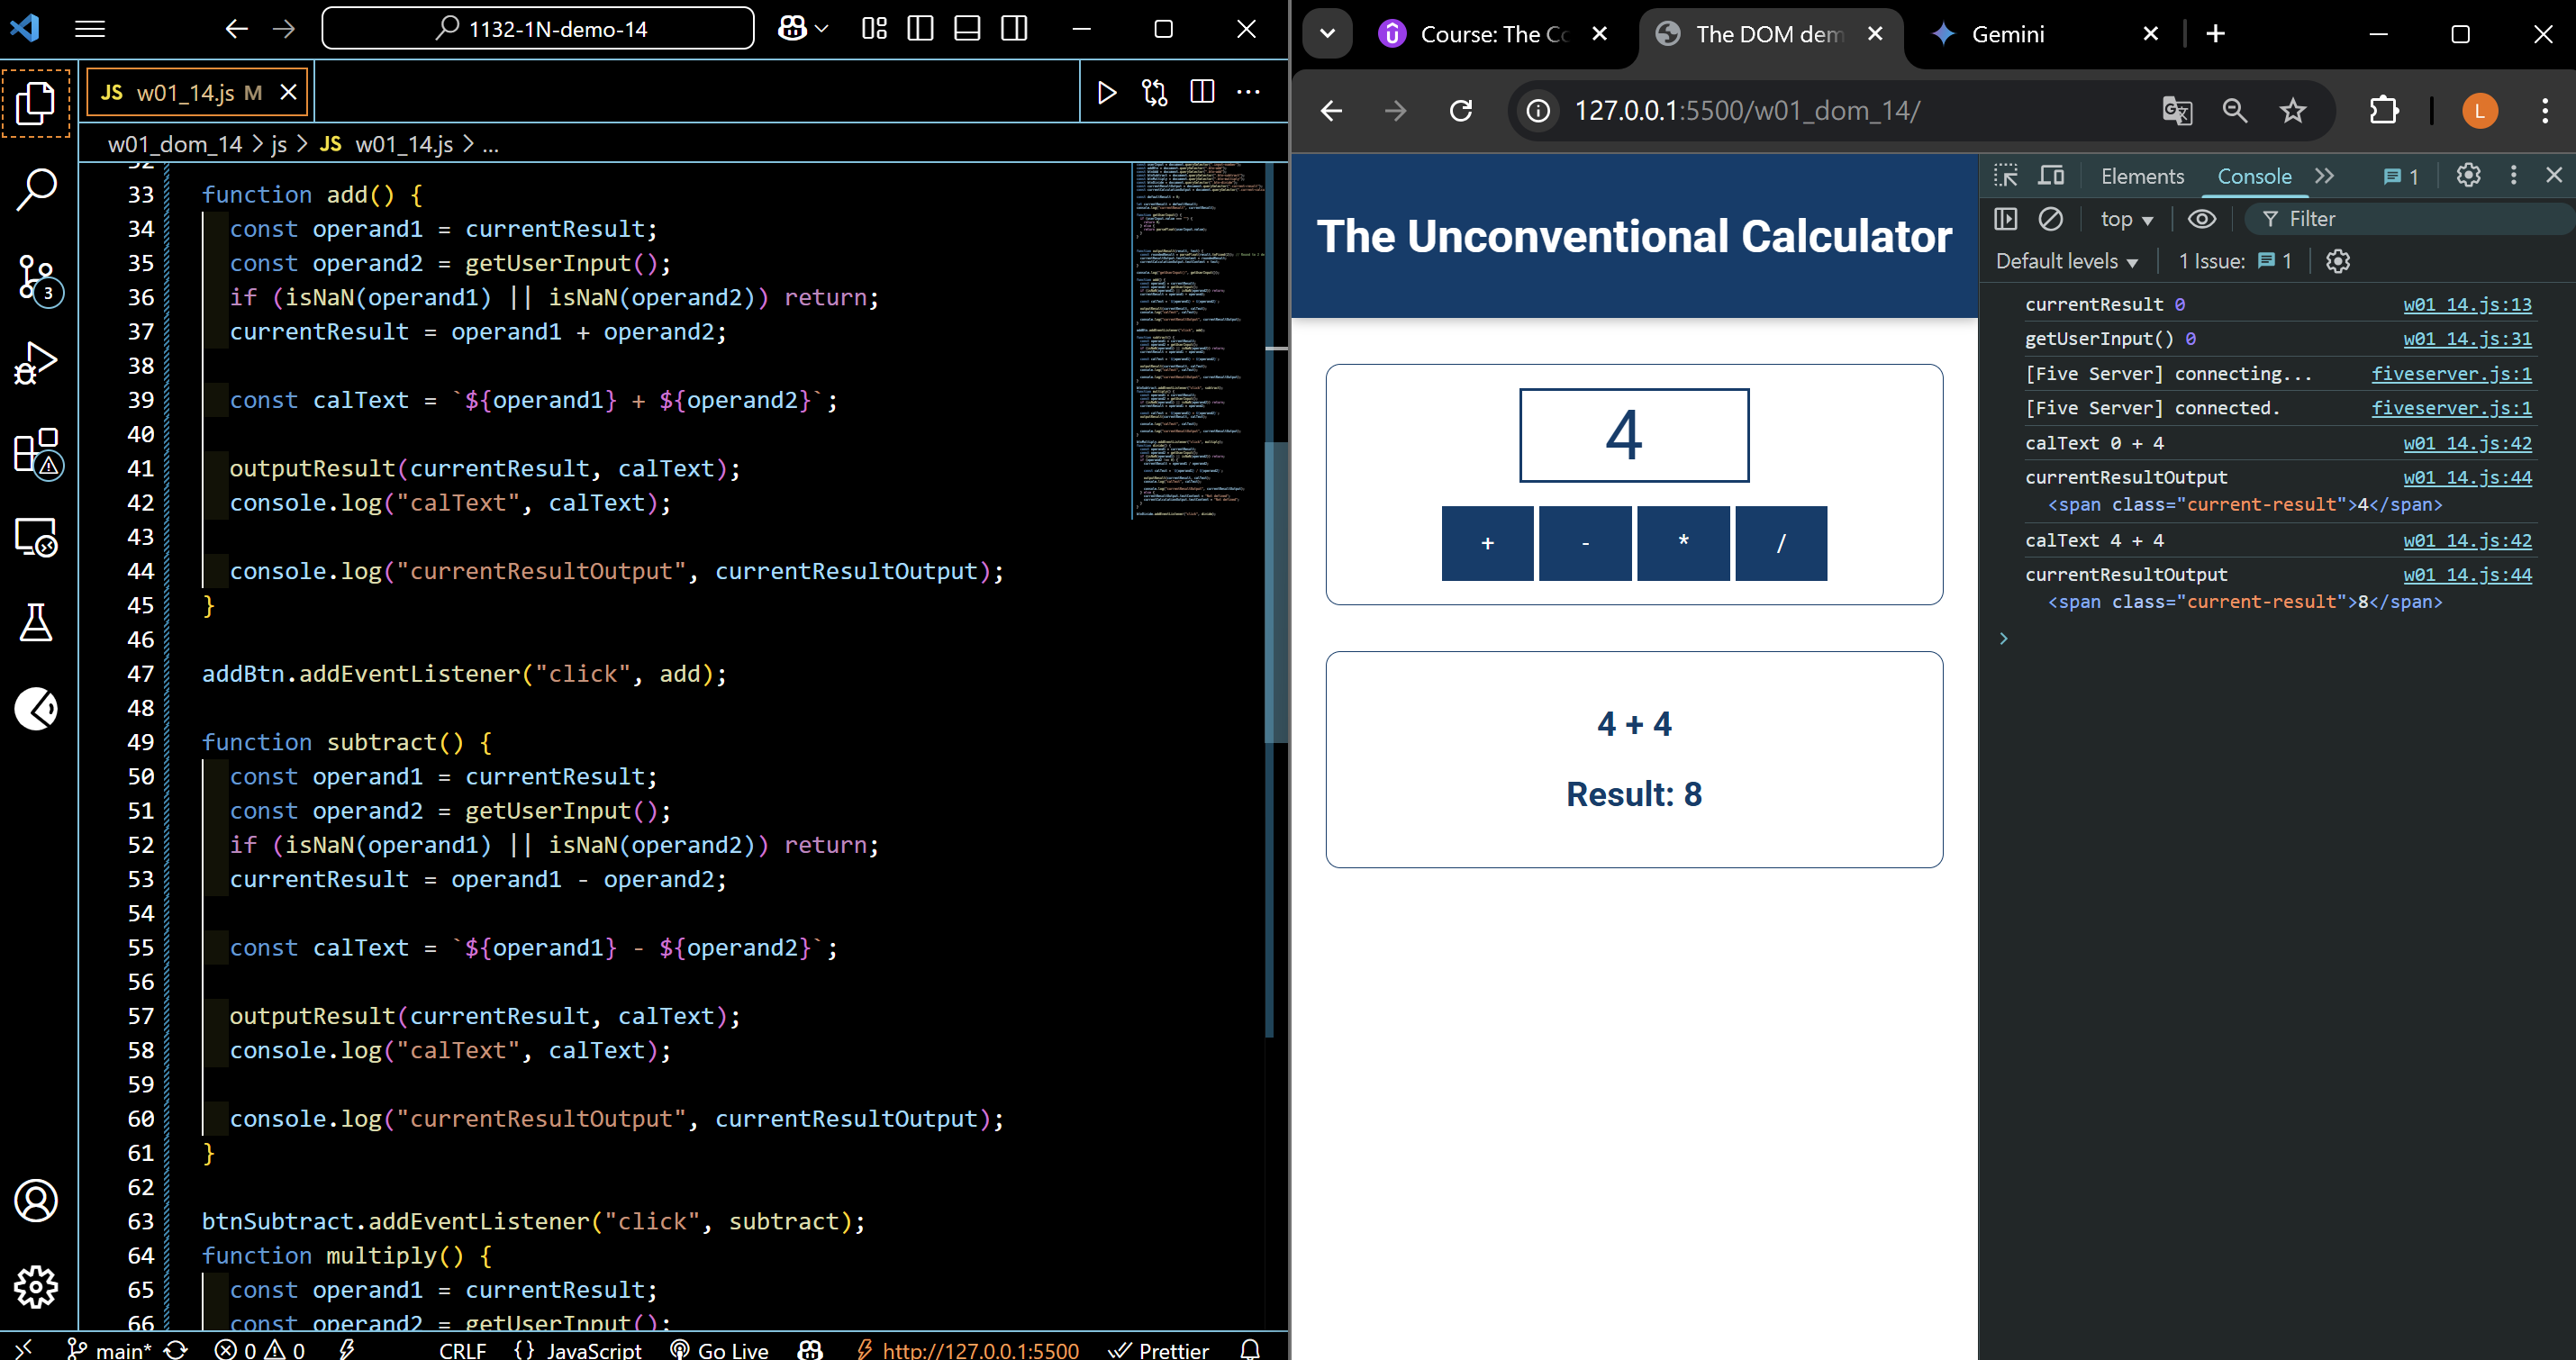 1132-1N-demo-14
JS w01_14.js M
w01_dom_14 > js > JS w01_14.js > ...
32
33 function add() {
34 const operand1 = currentResult;
35 const operand2 = getUserInput();
36 if (isNaN(operand1) || isNaN(operand2)) return;
37 currentResult = operand1 + operand2;
38
39 const calText = `${operand1} + ${operand2}`;
40
41 outputResult(currentResult, calText);
42 console.log("calText", calText);
43
44 console.log("currentResultOutput", currentResultOutput);
45 }
46
47 addBtn.addEventListener("click", add);
48
49 function subtract() {
50 const operand1 = currentResult;
51 const operand2 = getUserInput();
52 if (isNaN(operand1) || isNaN(operand2)) return;
53 currentResult = operand1 - operand2;
54
55 const calText = `${operand1} - ${operand2}`;
56
57 outputResult(currentResult, calText);
58 console.log("calText", calText);
59
60 console.log("currentResultOutput", currentResultOutput);
61 }
62
63 btnSubtract.addEventListener("click", subtract);
64 function multiply() {
65 const operand1 = currentResult;
66 const operand2 = getUserInput();
3
main* 0 0 CRLF {} JavaScript Go Live http://127.0.0.1:5500 Prettier
Course: The Co
The DOM dem
Gemini
127.0.0.1:5500/w01_dom_14/
L
The Unconventional Calculator
4
+ - * /
4 + 4
Result: 8
Elements Console 1
top Filter
Default levels 1 Issue: 1
currentResult 0 w01_14.js:13
getUserInput() 0 w01_14.js:31
[Five Server] connecting... fiveserver.js:1
[Five Server] connected. fiveserver.js:1
calText 0 + 4 w01_14.js:42
currentResultOutput w01_14.js:44
<span class="current-result">4</span>
calText 4 + 4 w01_14.js:42
currentResultOutput w01_14.js:44
<span class="current-result">8</span>